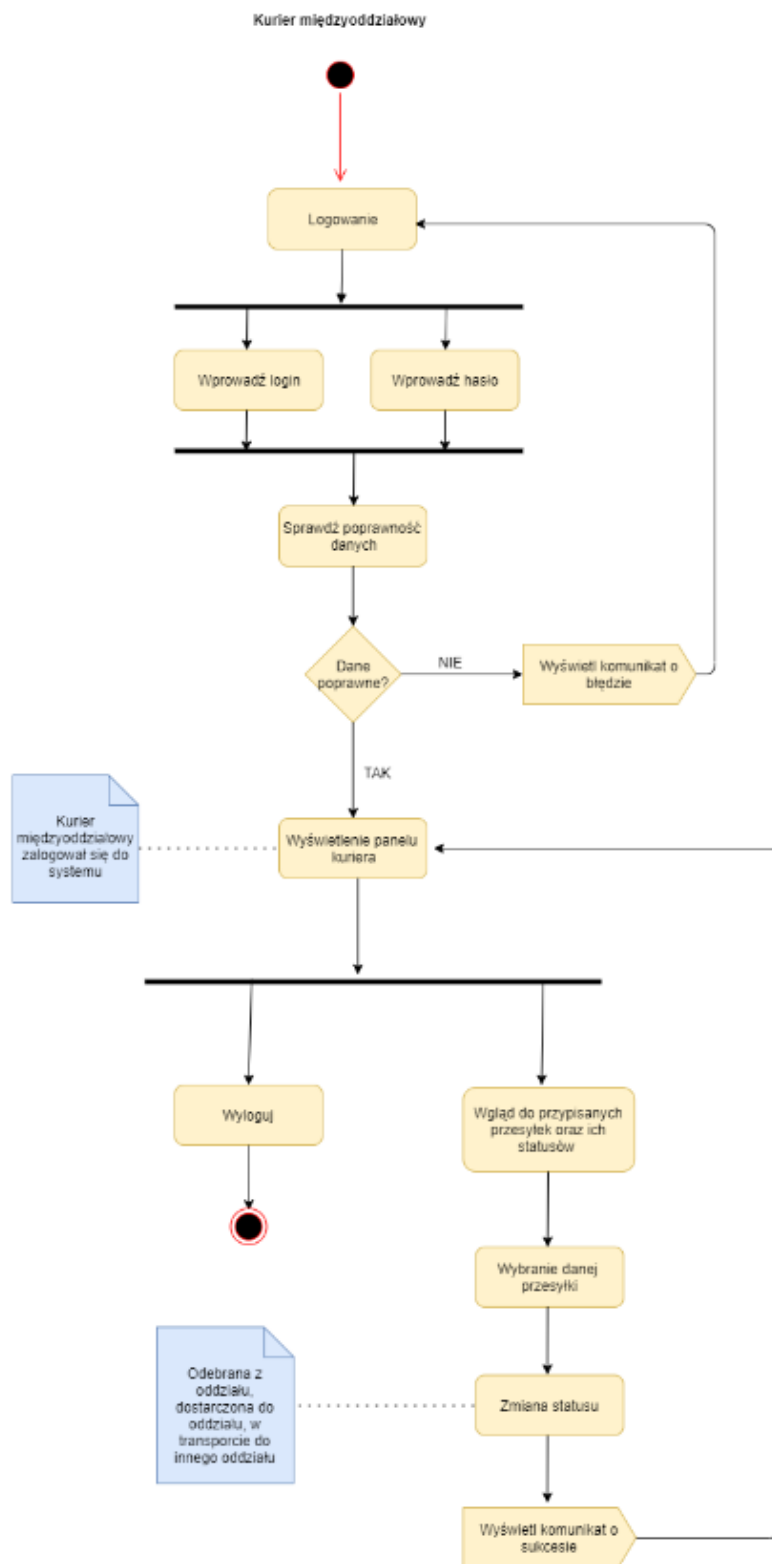 Kurier międzyoddziałowy
Logowanie
Wprowadź login
Wprowadź hasło
Sprawdź poprawność
danych
Dane
poprawne?
NIE
Wyświetl komunikat o
błędzie
TAK
Kurier
międzyoddziałowy
zalogował się do
systemu
Wyświetlenie panelu
kuriera
Wyloguj
Wgląd do przypisanych
przesyłek oraz ich
statusów
Wybranie danej
przesyłki
Odebrana z
oddziału,
dostarczona do
oddziału, w
transporcie do
innego oddziału
Zmiana statusu
Wyświetl komunikat o
sukcesie